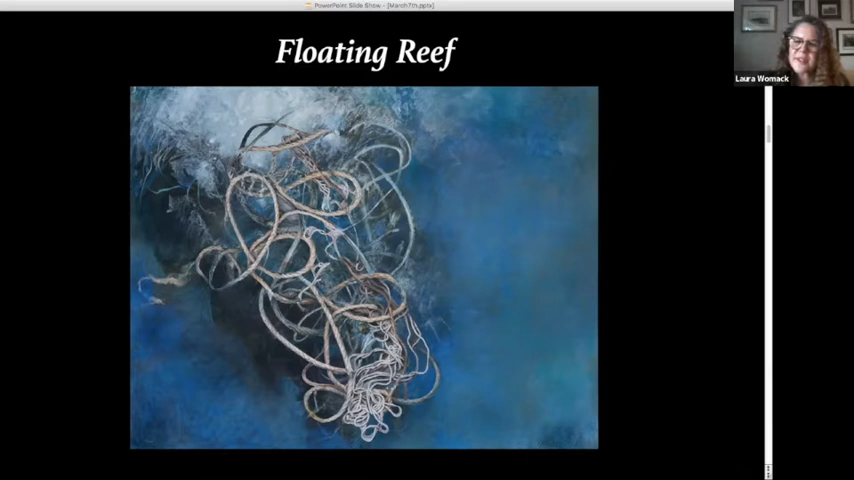 PowerPoint Slide Show - [March7th.pptx]
Floating Reef
Laura Womack